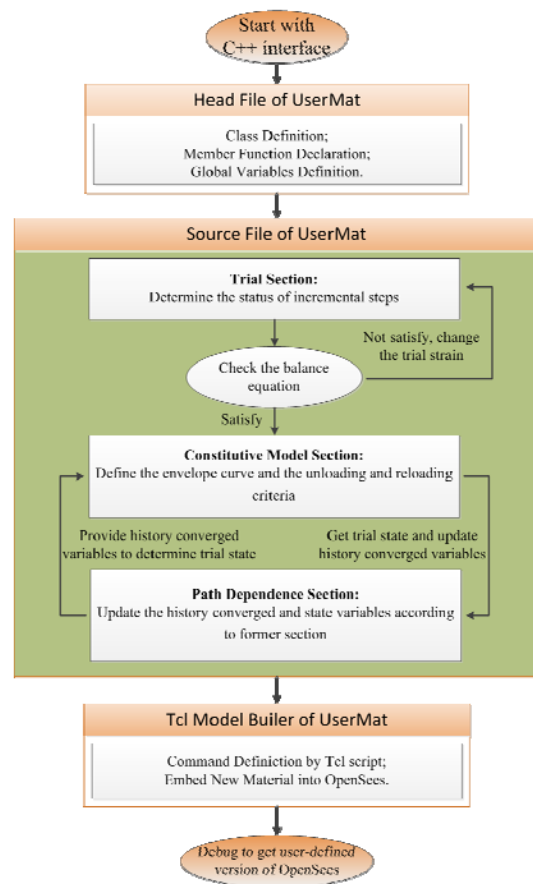 Start with
C++ interface
Head File of UserMat
Class Definition;
Member Function Declaration;
Global Variables Definition.
Source File of UserMat
Trial Section:
Determine the status of incremental steps
Not satisfy, change
the trial strain
Check the balance
equation
Satisfy
Constitutive Model Section:
Define the envelope curve and the unloading and reloading
criteria
Provide history converged
variables to determine trial state
Get trial state and update
history converged variables
Path Dependence Section:
Update the history converged and state variables according
to former section
Tcl Model Builer of UserMat
Command Definiction by Tcl script;
Embed New Material into OpenSees.
Debug to get user-defined
version of OpenSees